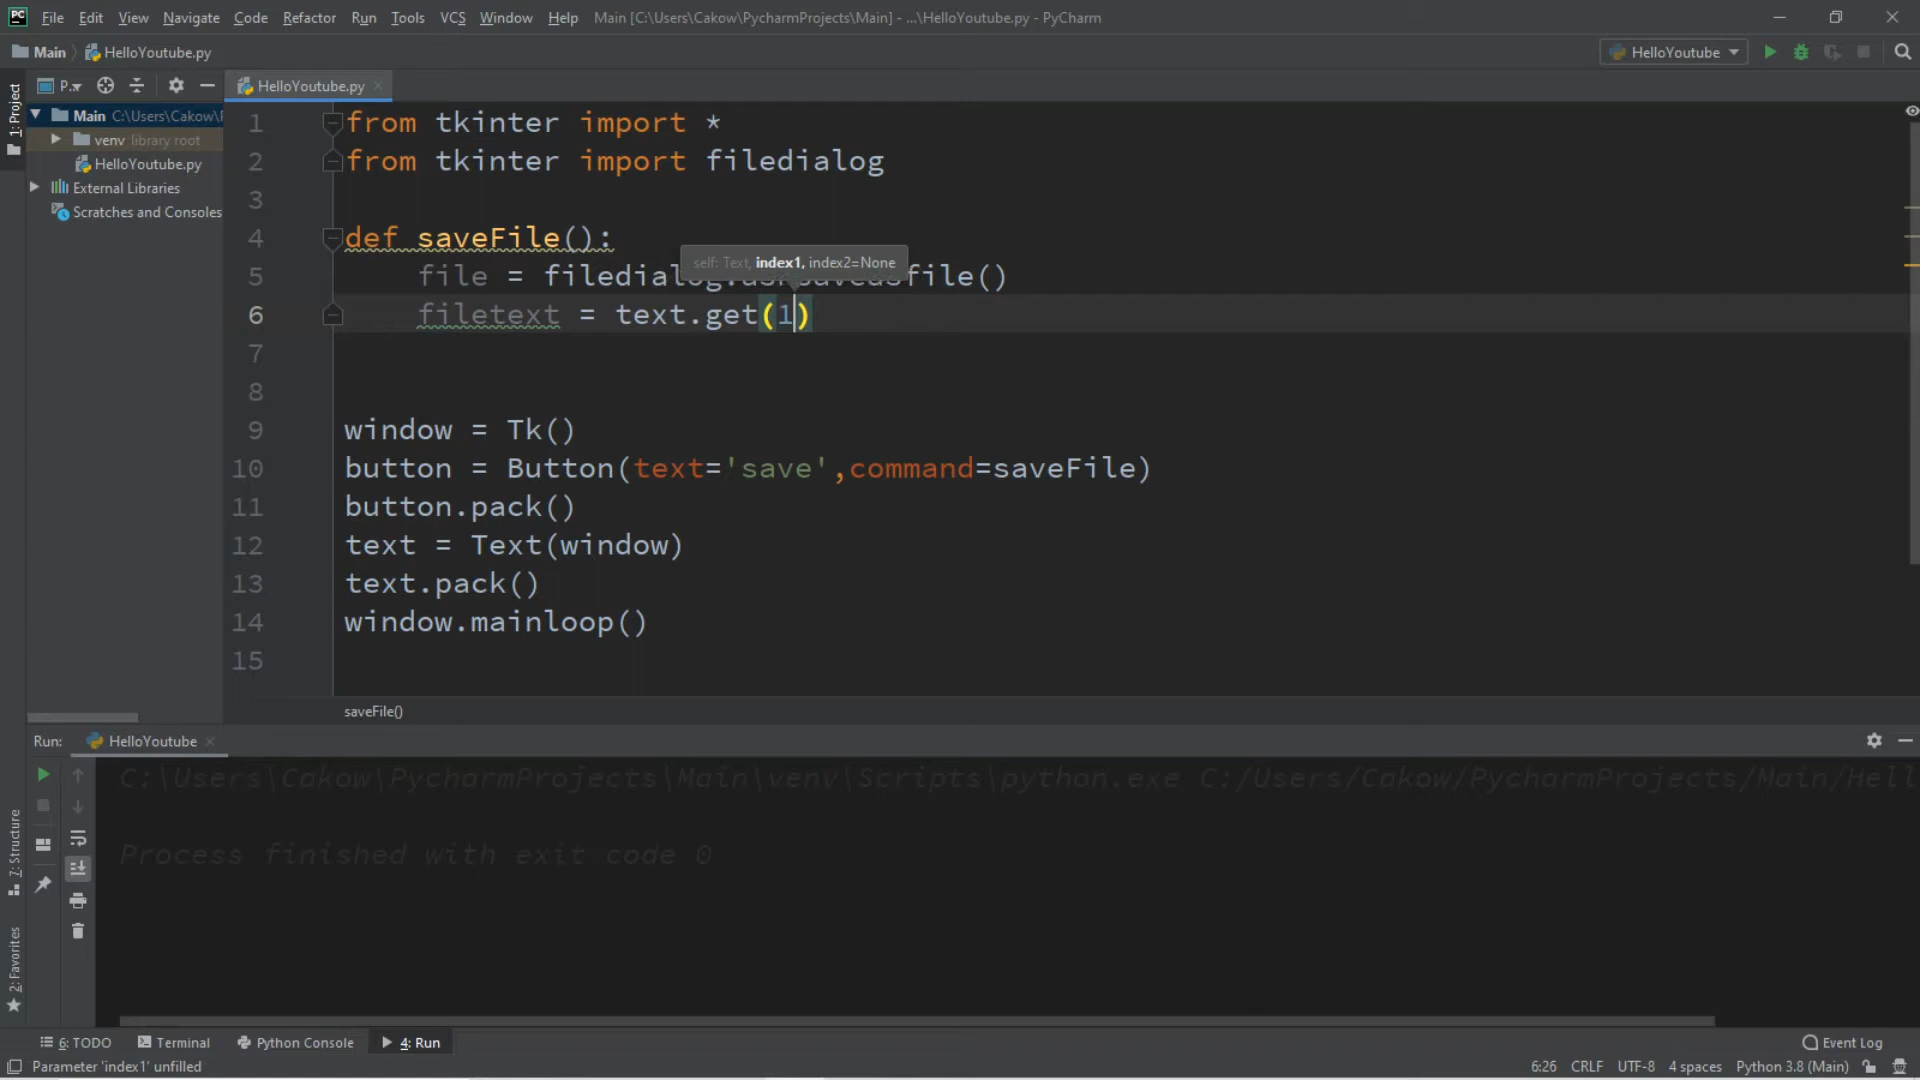 PC File Edit View Navigate Code Refactor Run Tools VCS Window Help Main [C:\Users\Cakow\PycharmProjects\Main] - ...\HelloYoutube.py - PyCharm
Main HelloYoutube.py HelloYoutube
1: Project
P.. HelloYoutube.py
Main C:\Users\Cakow\
venv library root
HelloYoutube.py
External Libraries
Scratches and Consoles
1 from tkinter import *
2 from tkinter import filedialog
3
4 def saveFile():
self: Text, index1, index2=None
5 file = filedialog.asksaveasfile()
6 filetext = text.get(1)
7
8
9 window = Tk()
10 button = Button(text='save',command=saveFile)
11 button.pack()
12 text = Text(window)
13 text.pack()
14 window.mainloop()
15
saveFile()
Run: HelloYoutube
C:\Users\Cakow\PycharmProjects\Main\venv\Scripts\python.exe C:/Users/Cakow/PycharmProjects/Main/Hell
Process finished with exit code 0
7: Structure
2: Favorites
6: TODO Terminal Python Console 4: Run Event Log
Parameter 'index1' unfilled 6:26 CRLF UTF-8 4 spaces Python 3.8 (Main)